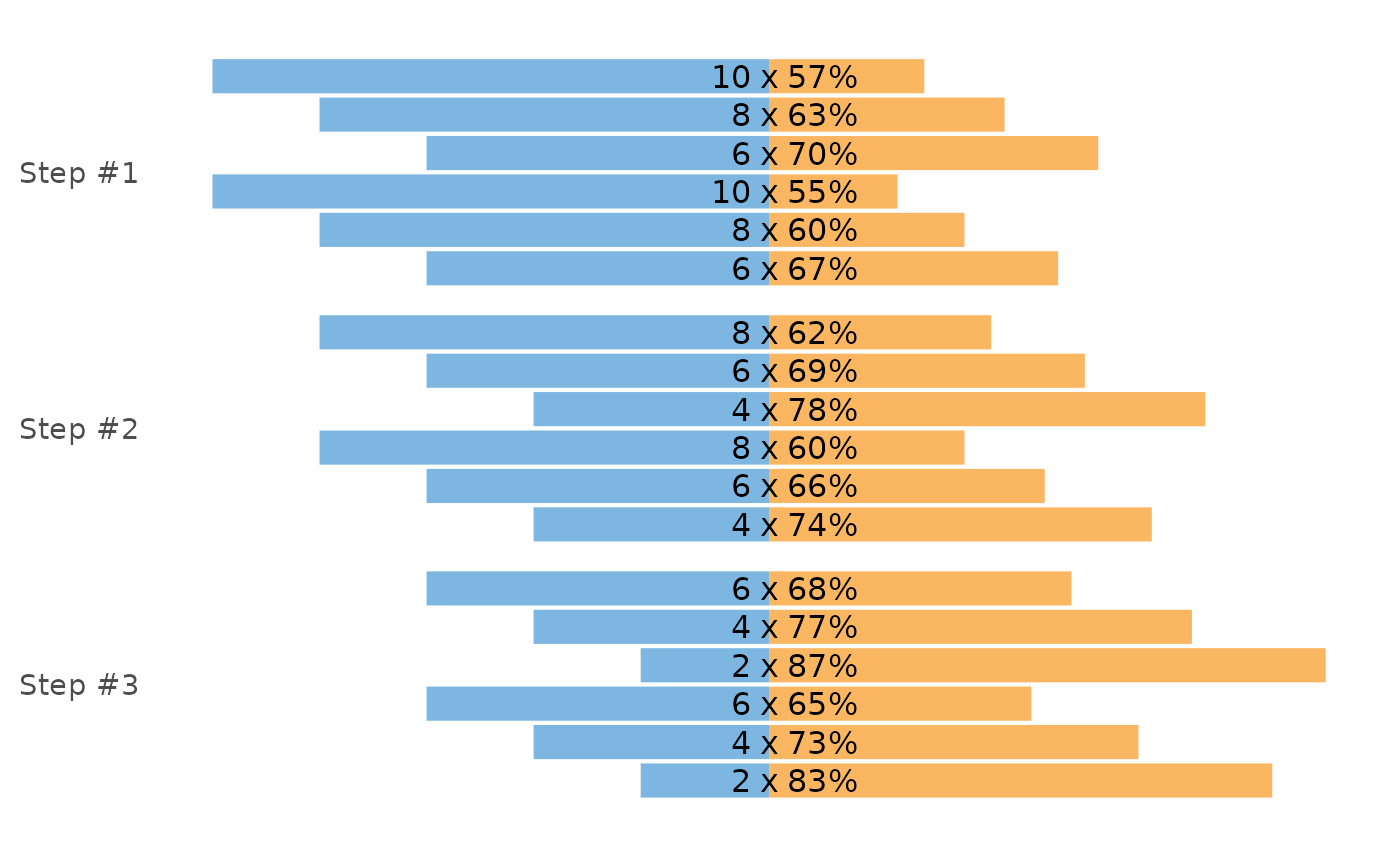 10 x 57%
8 x 63%
6 x 70%
Step #1
10 x 55%
8 x 60%
6 x 67%
8 x 62%
6 x 69%
4 x 78%
Step #2
8 x 60%
6 x 66%
4 x 74%
6 x 68%
4 x 77%
2 x 87%
Step #3
6 x 65%
4 x 73%
2 x 83%